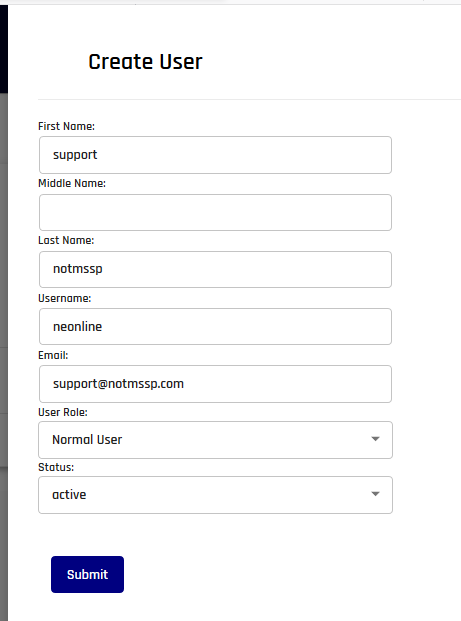 Create User
First Name:
support
Middle Name:
Last Name:
notmssp
Username:
neonline
Email:
support@notmssp.com
User Role:
Normal User
Status:
active
Submit